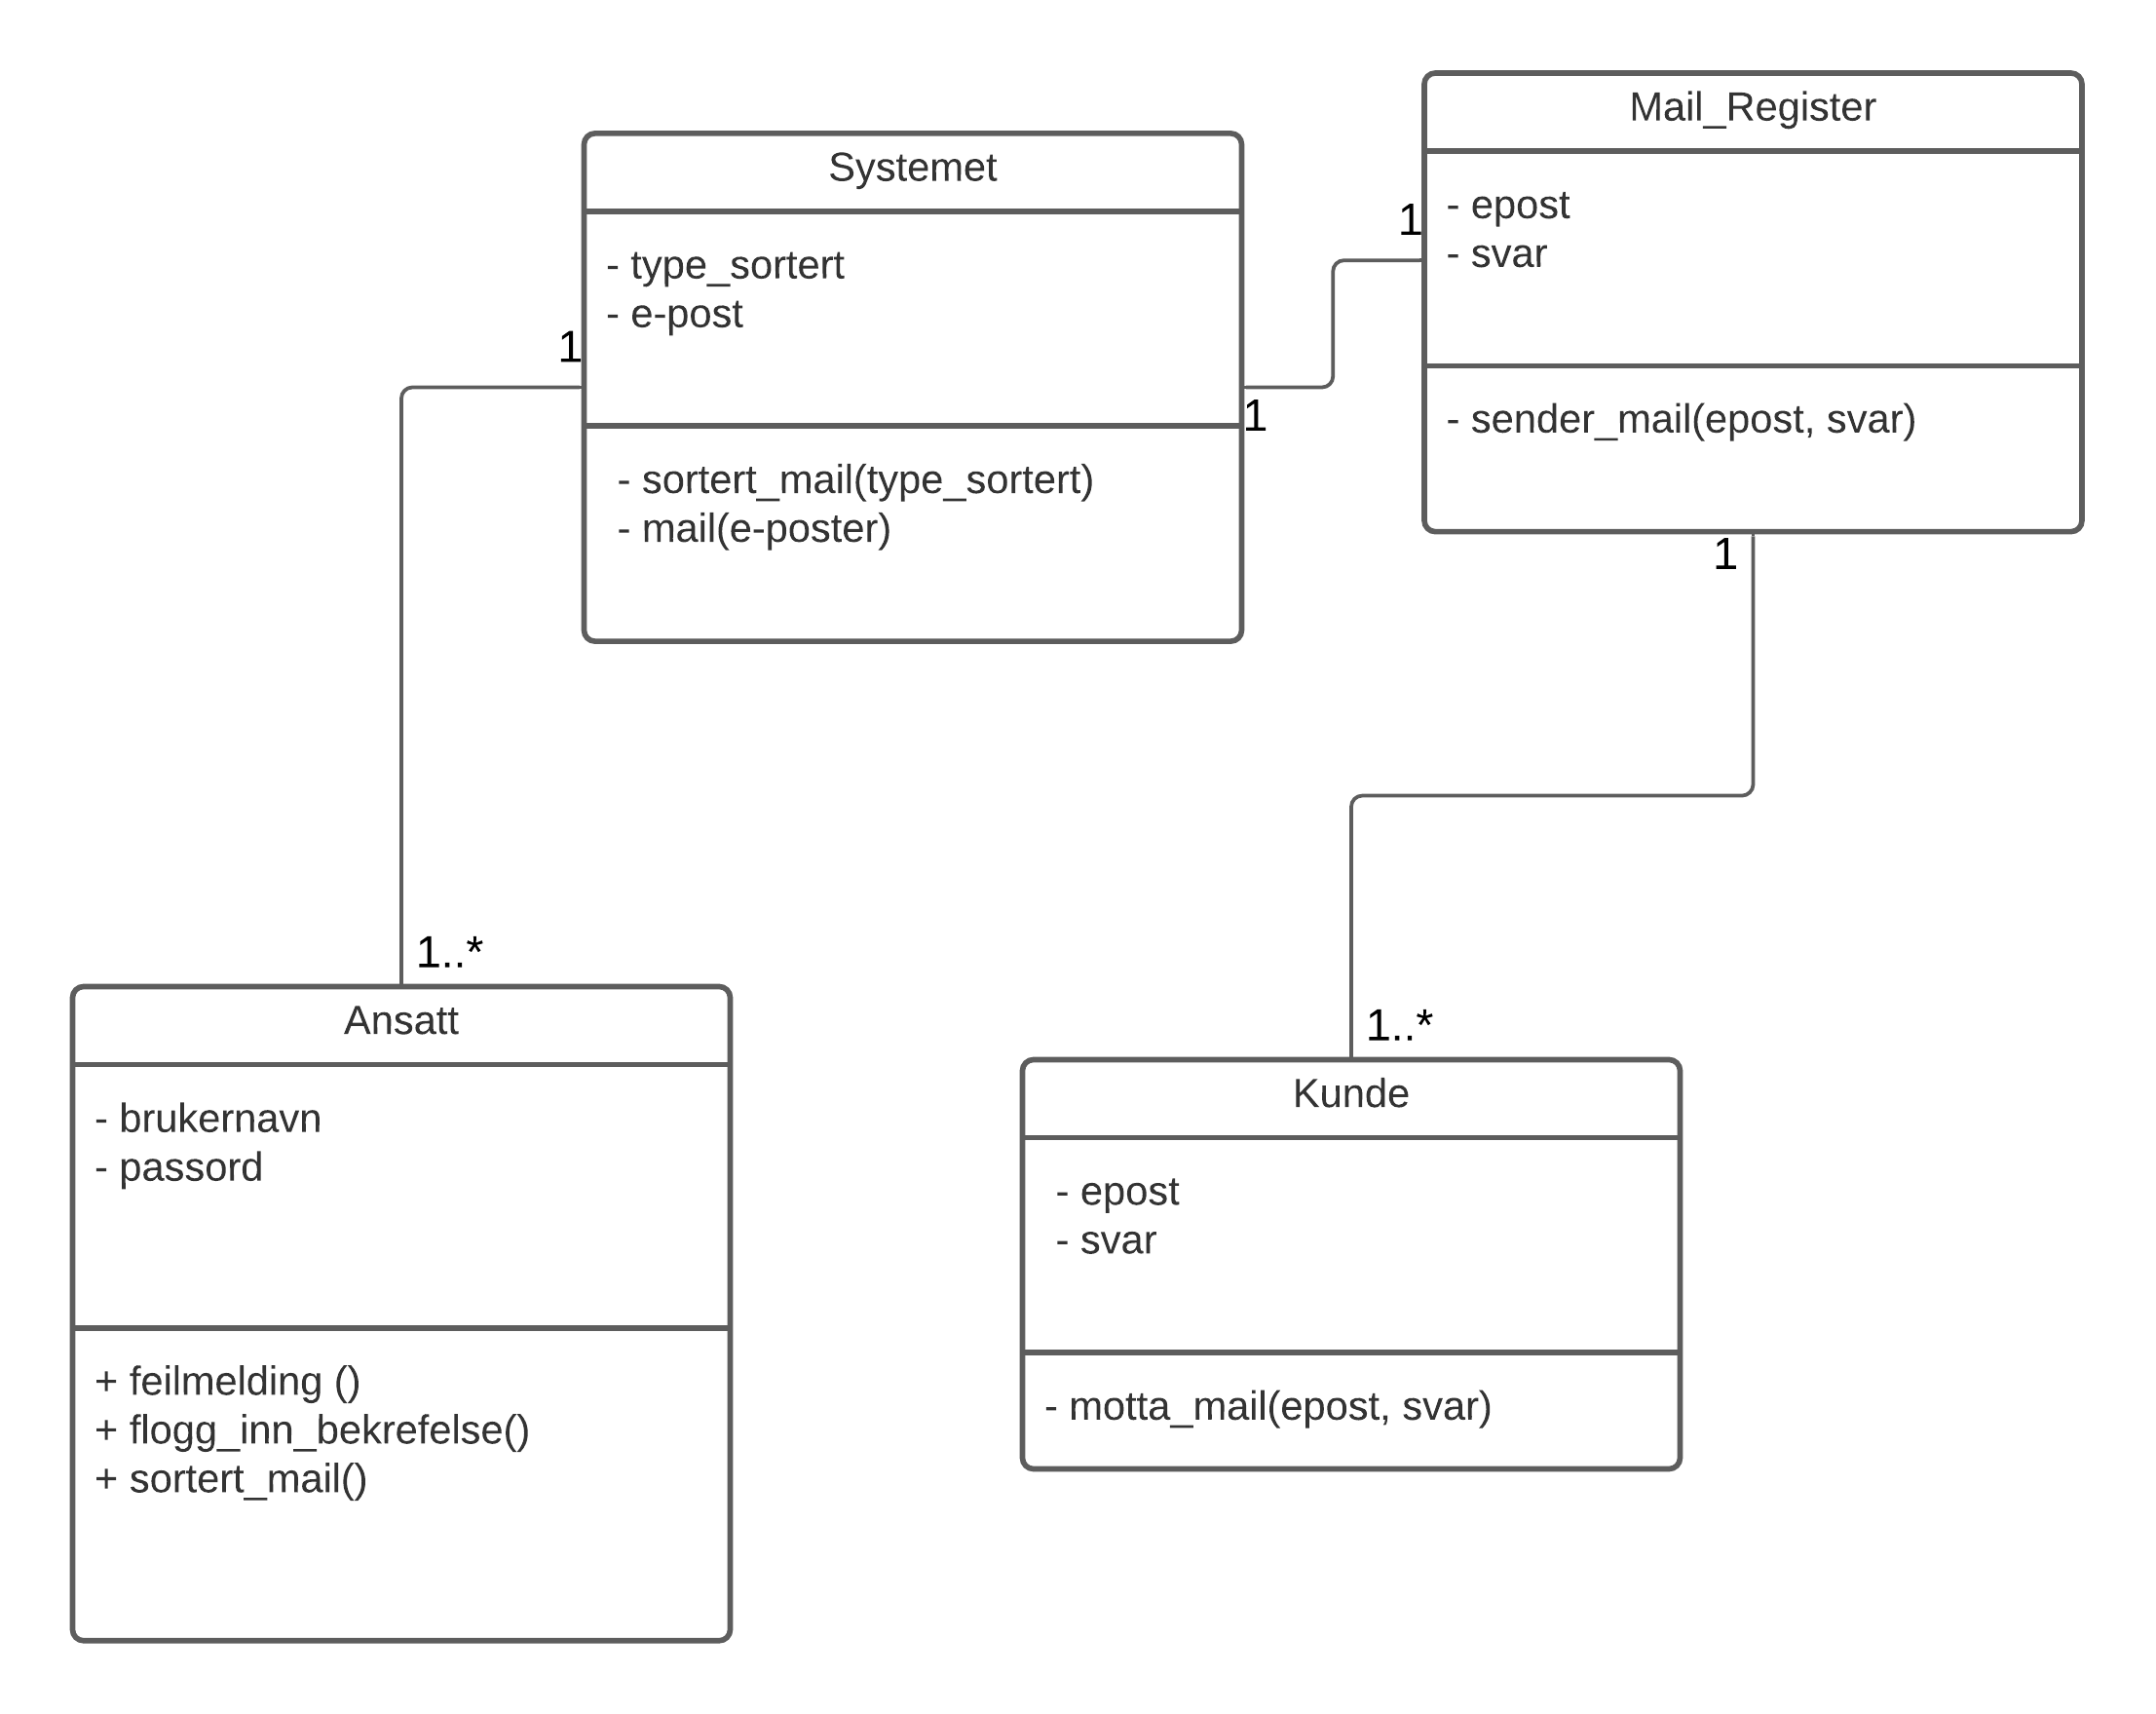 Mail_Register
- epost
- svar
- sender_mail(epost, svar)
1
1
1
Systemet
- type_sortert
- e-post
- sortert_mail(type_sortert)
- mail(e-poster)
1
1..*
Ansatt
- brukernavn
- passord
+ feilmelding ()
+ flogg_inn_bekrefelse()
+ sortert_mail()
1..*
Kunde
- epost
- svar
- motta_mail(epost, svar)